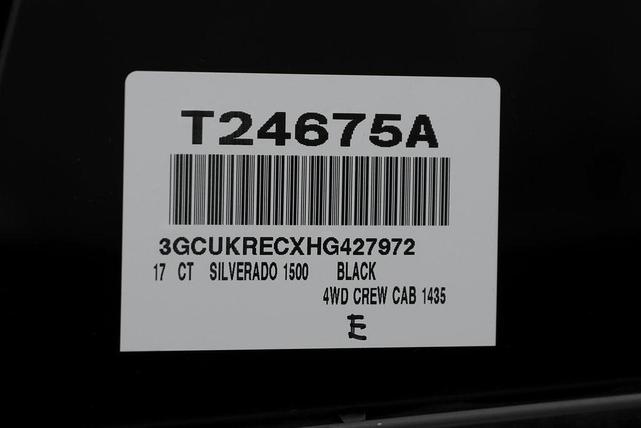 T24675A
3GCUKRECXHG427972
17 CT SILVERADO 1500 BLACK
4WD CREW CAB 1435
E